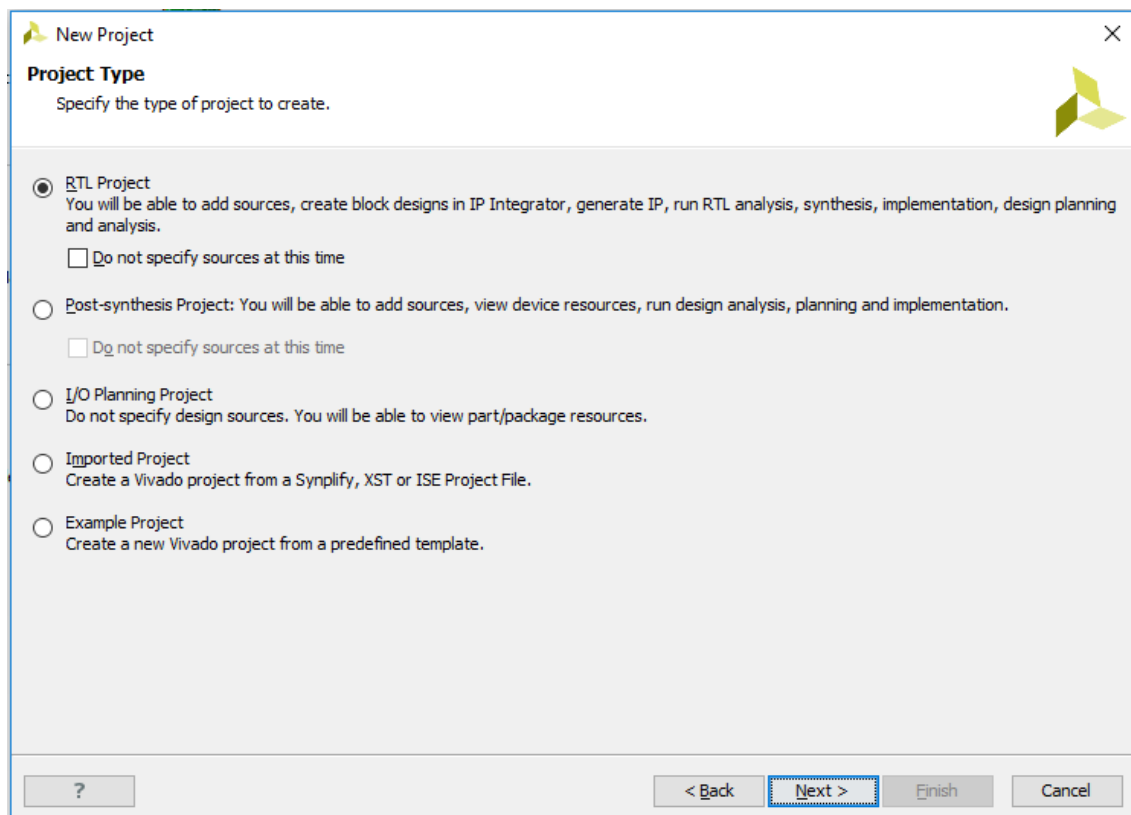 New Project
Project Type
Specify the type of project to create.
RTL Project
You will be able to add sources, create block designs in IP Integrator, generate IP, run RTL analysis, synthesis, implementation, design planning
and analysis.
Do not specify sources at this time
Post-synthesis Project: You will be able to add sources, view device resources, run design analysis, planning and implementation.
Do not specify sources at this time
I/O Planning Project
Do not specify design sources. You will be able to view part/package resources.
Imported Project
Create a Vivado project from a Synplify, XST or ISE Project File.
Example Project
Create a new Vivado project from a predefined template.
? < Back Next > Finish Cancel